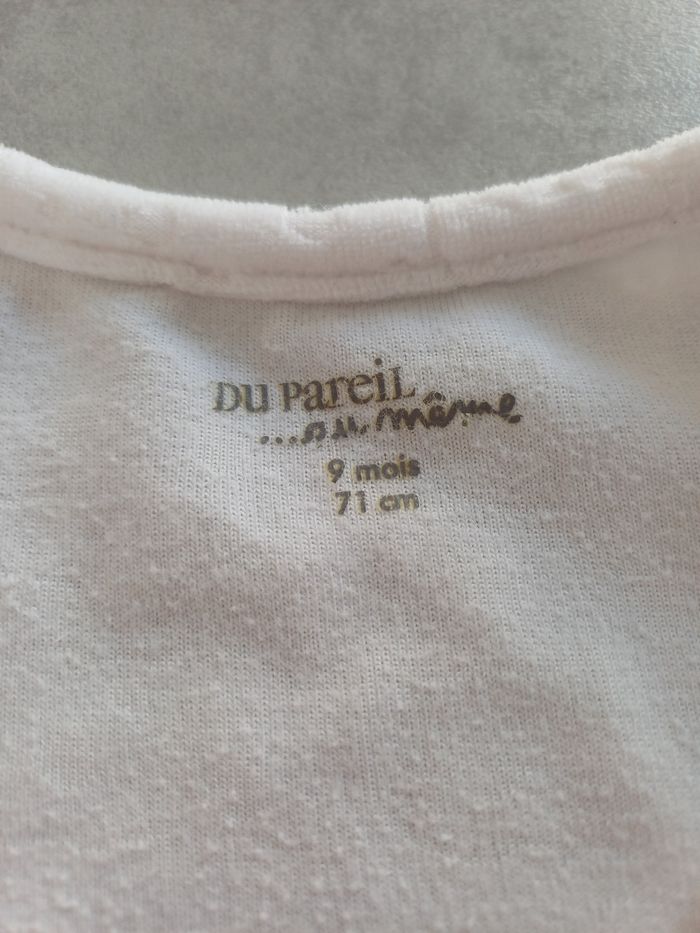 DU PAREIL
...au même
9 mois
71 cm